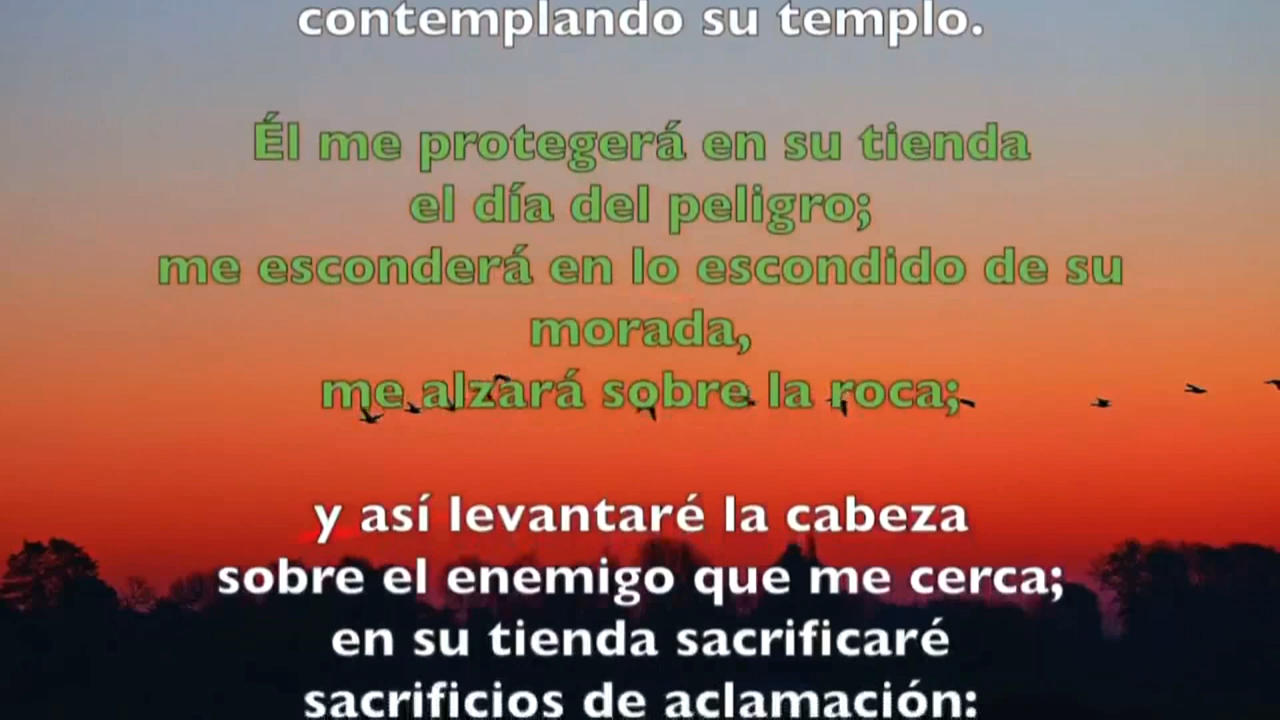 contemplando su templo.
Él me protegerá en su tienda
el día del peligro;
me esconderá en lo escondido de su
morada,
me alzará sobre la roca;
y así levantaré la cabeza
sobre el enemigo que me cerca;
en su tienda sacrificaré
sacrificios de aclamación: